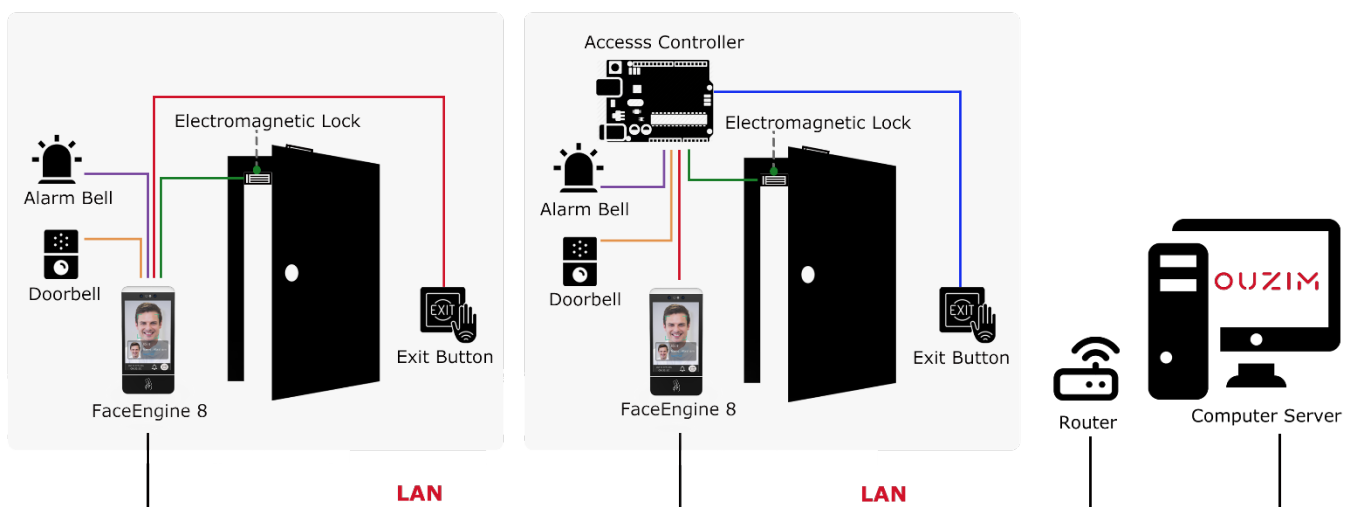 Electromagnetic Lock
Alarm Bell
Doorbell
EXIT
Exit Button
FaceEngine 8
LAN
Accesss Controller
Electromagnetic Lock
Alarm Bell
Doorbell
EXIT
Exit Button
FaceEngine 8
LAN
OUZIM
Router
Computer Server